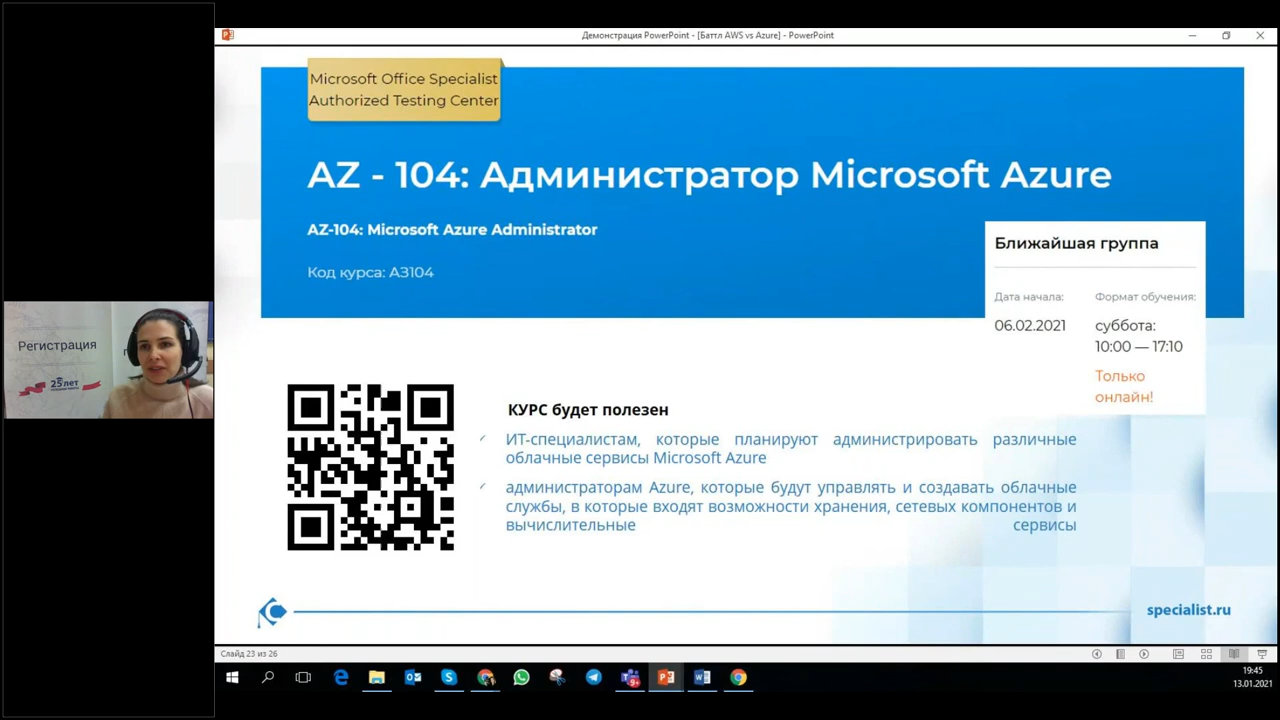 Демонстрация PowerPoint - [Баттл AWS vs Azure] - PowerPoint
Microsoft Office Specialist
Authorized Testing Center
AZ - 104: Администратор Microsoft Azure
AZ-104: Microsoft Azure Administrator
Код курса: АЗ104
Ближайшая группа
Дата начала:
Формат обучения:
06.02.2021
суббота:
10:00 — 17:10
Только
онлайн!
Регистрация
25 лет
КУРС будет полезен
ИТ-специалистам, которые планируют администрировать различные
облачные сервисы Microsoft Azure
администраторам Azure, которые будут управлять и создавать облачные
службы, в которые входят возможности хранения, сетевых компонентов и
вычислительные сервисы
specialist.ru
Слайд 23 из 26
19:45
13.01.2021